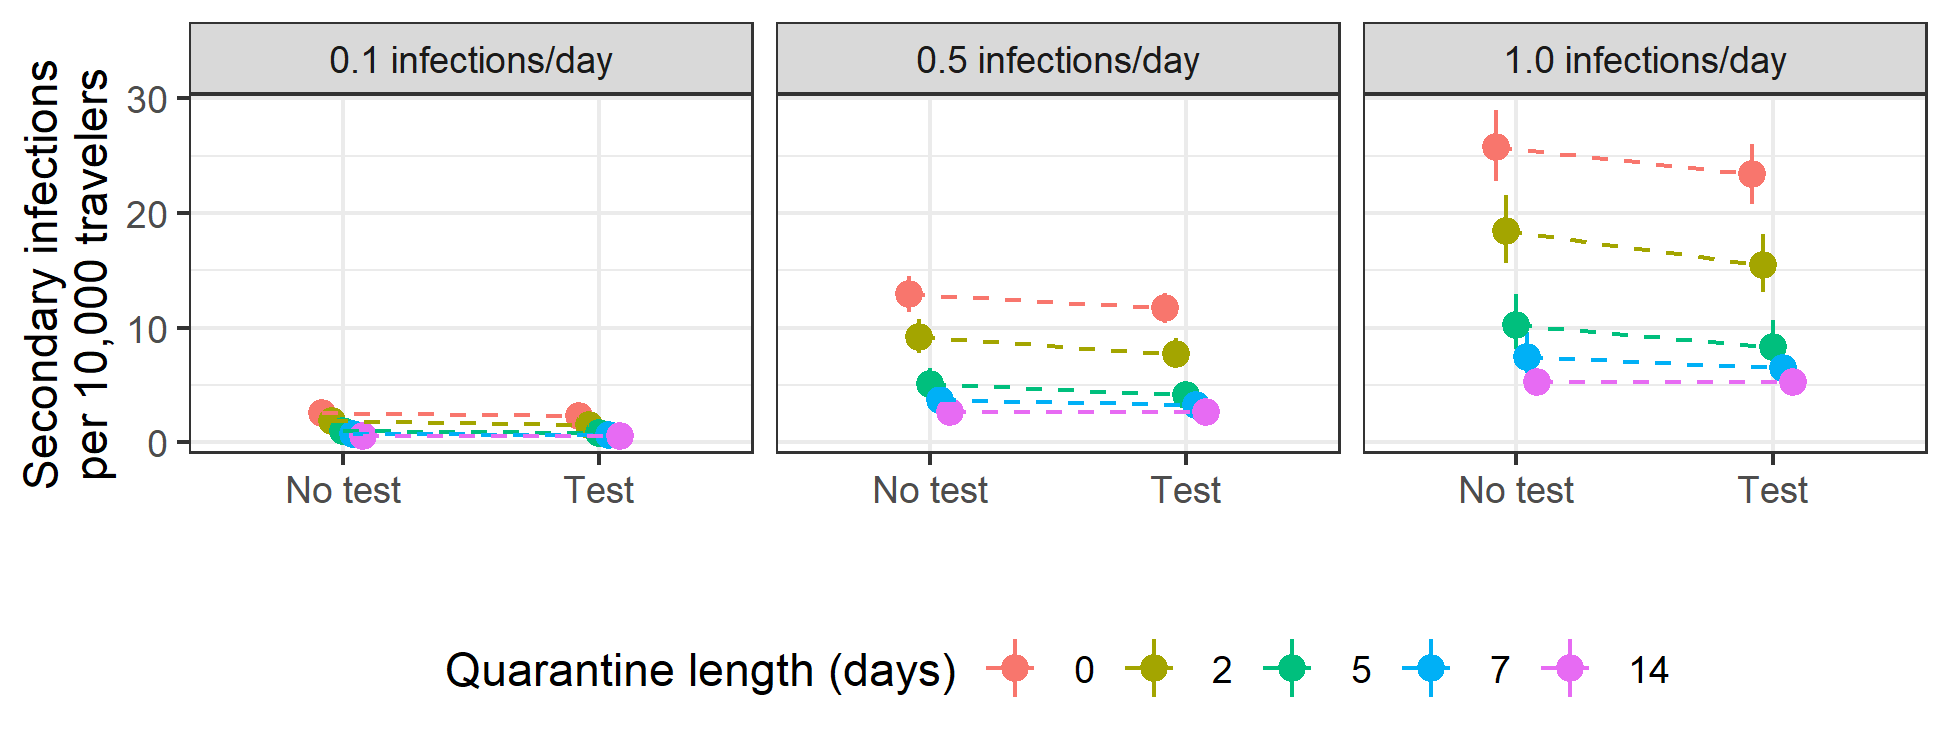 0.1 infections/day
0.5 infections/day
1.0 infections/day
Secondary infections
per 10,000 travelers
30
20
10
0
No test
Test
No test
Test
No test
Test
Quarantine length (days)
0
2
5
7
14